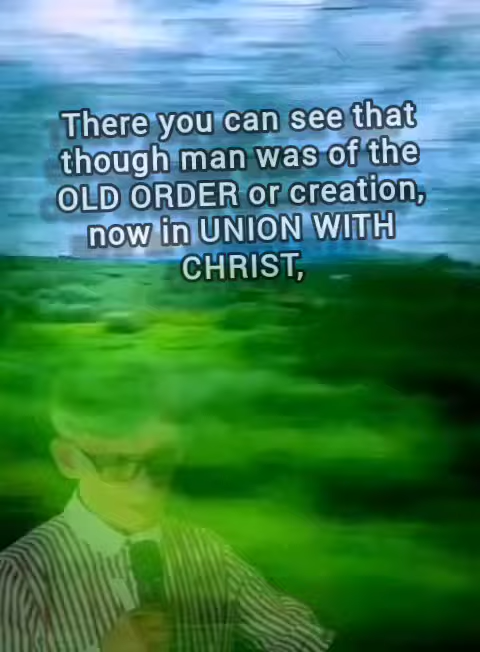 There you can see that
though man was of the
OLD ORDER or creation,
now in UNION WITH
CHRIST,